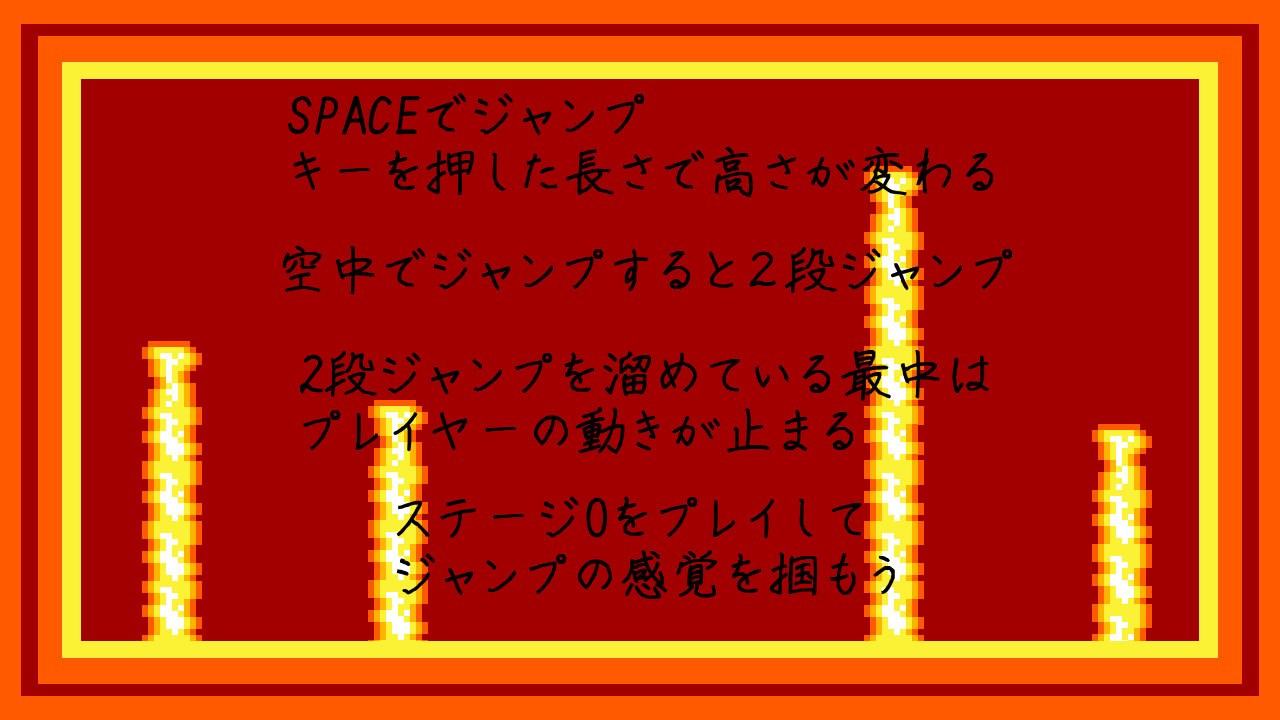 SPACEでジャンプ
キーを押した長さで高さが変わる
空中でジャンプすると２段ジャンプ
2段ジャンプを溜めている最中は
プレイヤーの動きが止まる
ステージ0をプレイして
ジャンプの感覚を掴もう